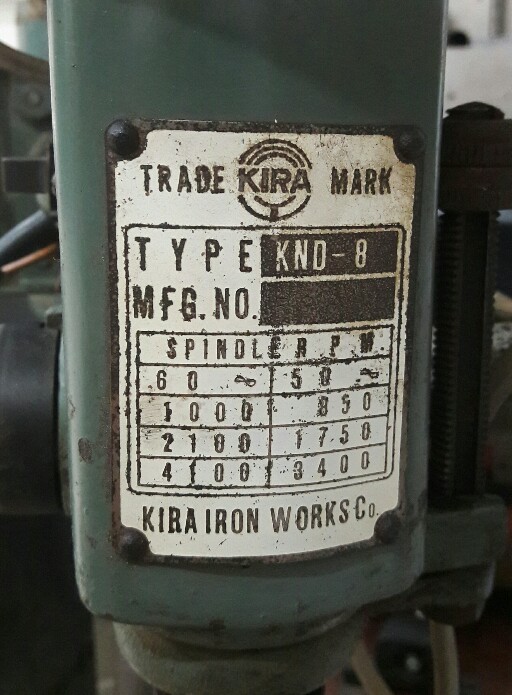 TRADE KIRA MARK
TYPE KND-8
MFG. NO.
SPINDLE R P M
60 ~ 50 ~
1000 850
2100 1750
4100 3400
KIRA IRON WORKS Co.